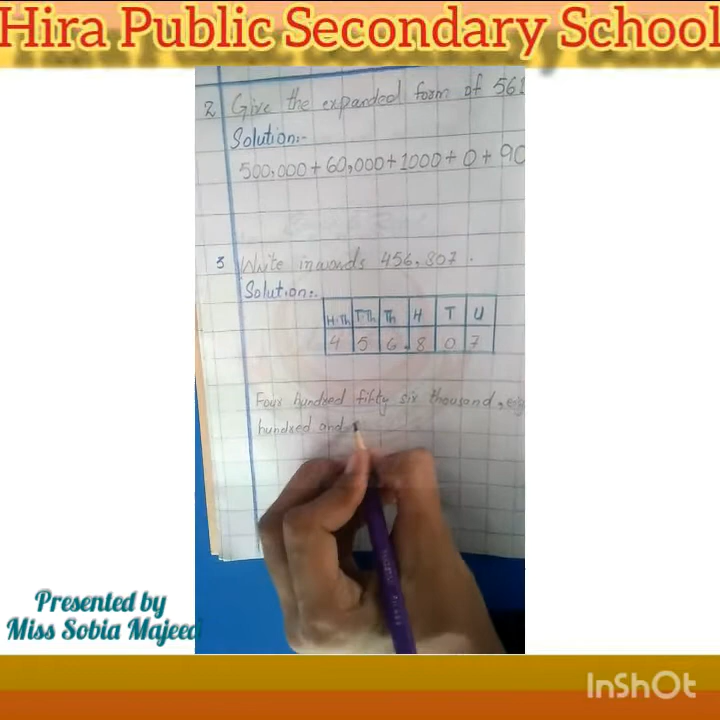 Hira Public Secondary School
2 Give the expanded form of 561
Solution:-
500,000 + 60,000 + 1000 + 0 + 90
3 Write in words 456,807.
Solution:-
H.Th T.Th Th H T U
4 5 6, 8 0 7
Four hundred fifity six thousand, eig
hundred and
Presented by
Miss Sobia Majeed
InShOt